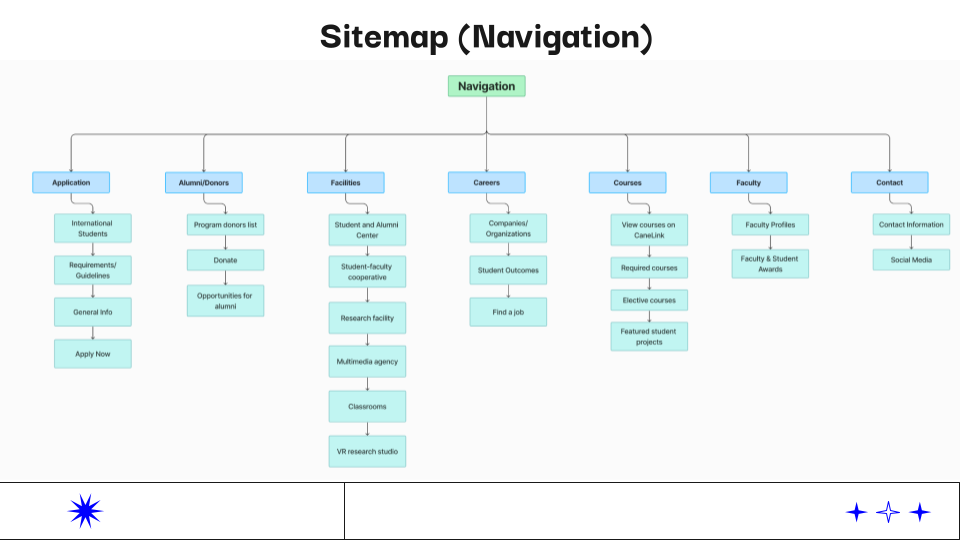 Sitemap (Navigation)
Navigation
Application
Alumni/Donors
Facilities
Careers
Courses
Faculty
Contact
International
Students
Requirements/
Guidelines
General Info
Apply Now
Program donors list
Donate
Opportunities for
alumni
Student and Alumni
Center
Student-faculty
cooperative
Research facility
Multimedia agency
Classrooms
VR research studio
Companies/
Organizations
Student Outcomes
Find a job
View courses on
CaneLink
Required courses
Elective courses
Featured student
projects
Faculty Profiles
Faculty & Student
Awards
Contact Information
Social Media